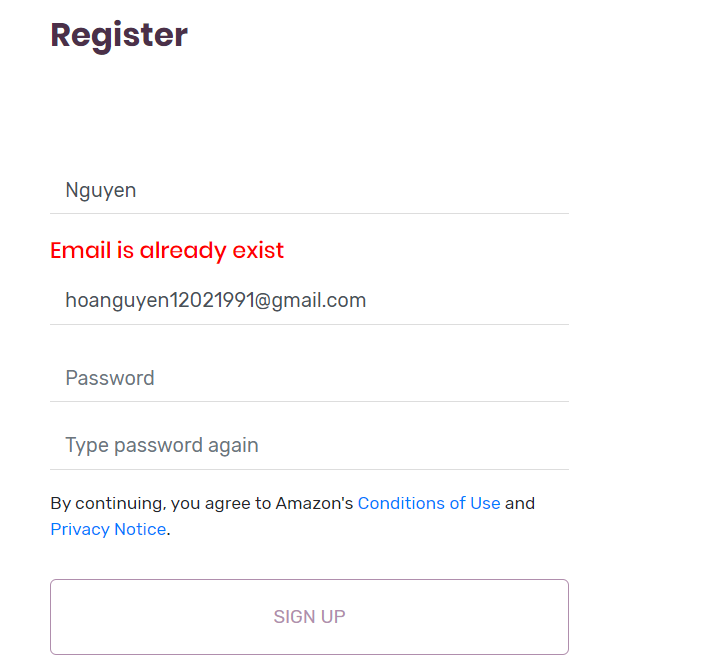 Register
Nguyen
Email is already exist
hoanguyen12021991@gmail.com
Password
Type password again
By continuing, you agree to Amazon's Conditions of Use and
Privacy Notice.
SIGN UP